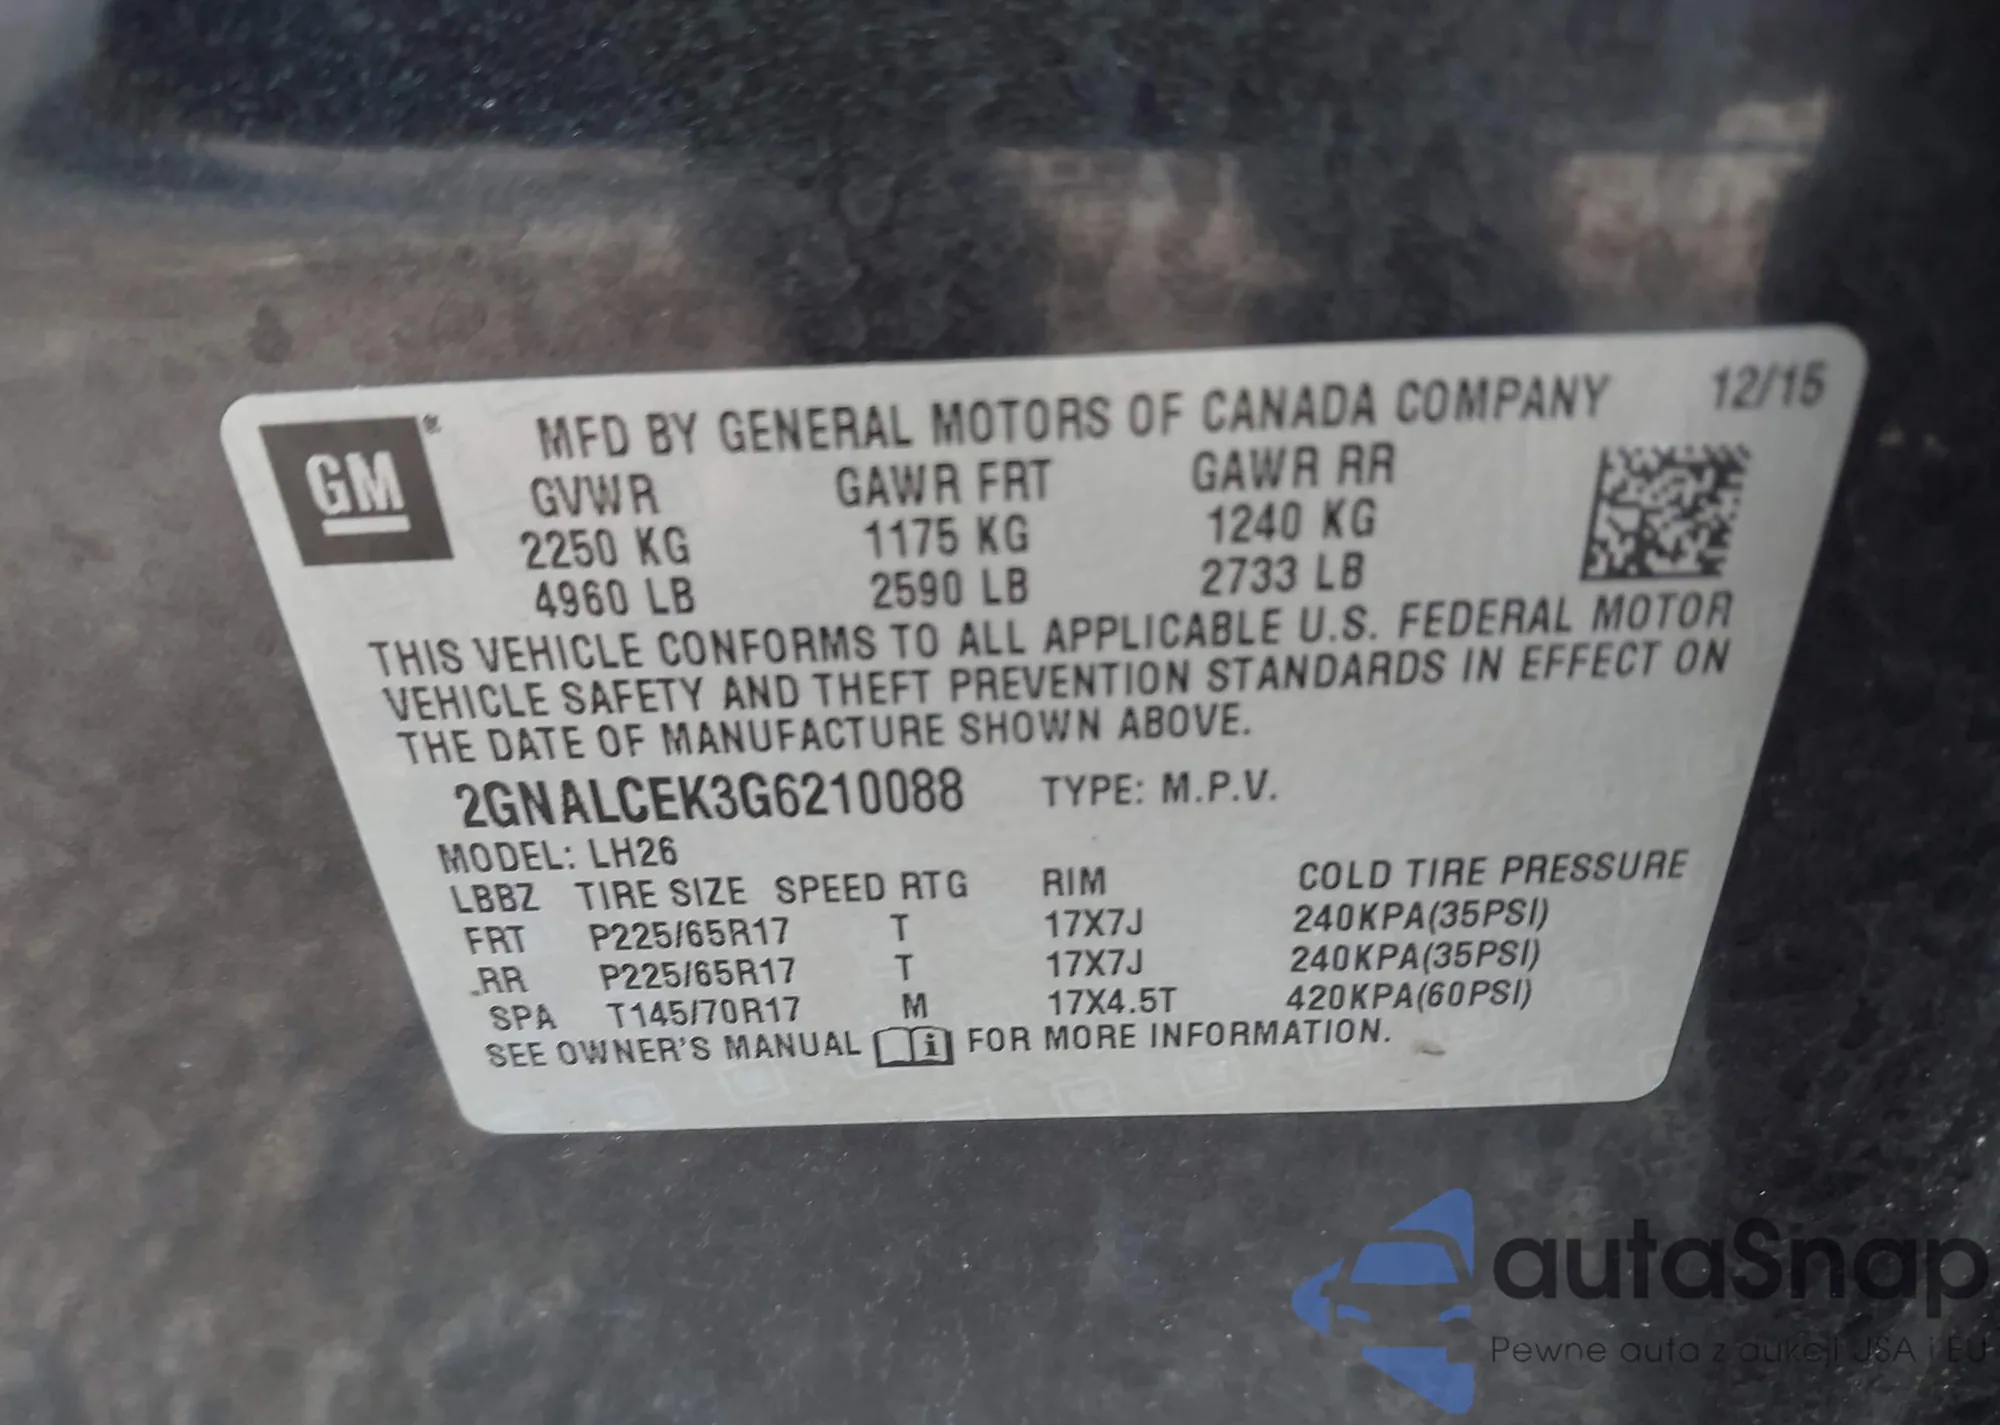 GM ® MFD BY GENERAL MOTORS OF CANADA COMPANY 12/15
GVWR GAWR FRT GAWR RR
2250 KG 1175 KG 1240 KG
4960 LB 2590 LB 2733 LB
THIS VEHICLE CONFORMS TO ALL APPLICABLE U.S. FEDERAL MOTOR
VEHICLE SAFETY AND THEFT PREVENTION STANDARDS IN EFFECT ON
THE DATE OF MANUFACTURE SHOWN ABOVE.
2GNALCEK3G6210088 TYPE: M.P.V.
MODEL: LH26
LBBZ TIRE SIZE SPEED RTG RIM COLD TIRE PRESSURE
FRT P225/65R17 T 17X7J 240KPA(35PSI)
RR P225/65R17 T 17X7J 240KPA(35PSI)
SPA T145/70R17 M 17X4.5T 420KPA(60PSI)
SEE OWNER'S MANUAL i FOR MORE INFORMATION.
autaSnap
Pewne auta z aukcji USA i EU